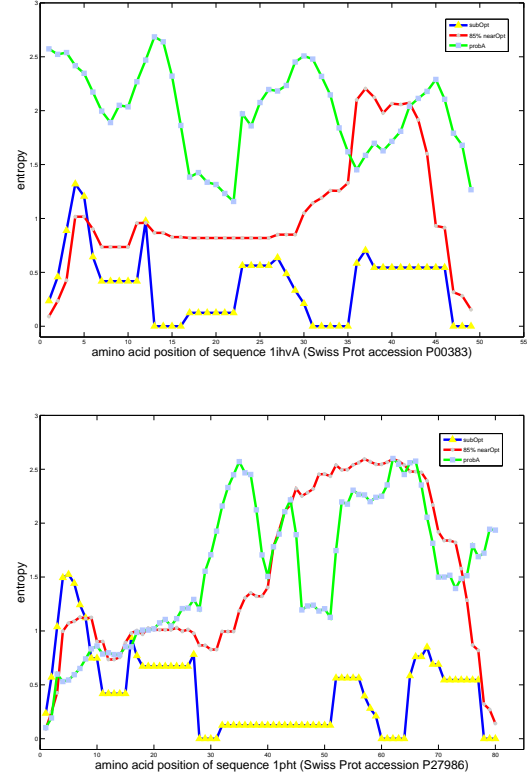 3
2.5
2
1.5
1
0.5
0
entropy
subOpt
85% nearOpt
probA
0 5 10 15 20 25 30 35 40 45 50 55
amino acid position of sequence 1ihvA (Swiss Prot accession P00383)
3
2.5
2
1.5
1
0.5
0
entropy
subOpt
85% nearOpt
probA
0 10 20 30 40 50 60 70 80
amino acid position of sequence 1pht (Swiss Prot accession P27986)